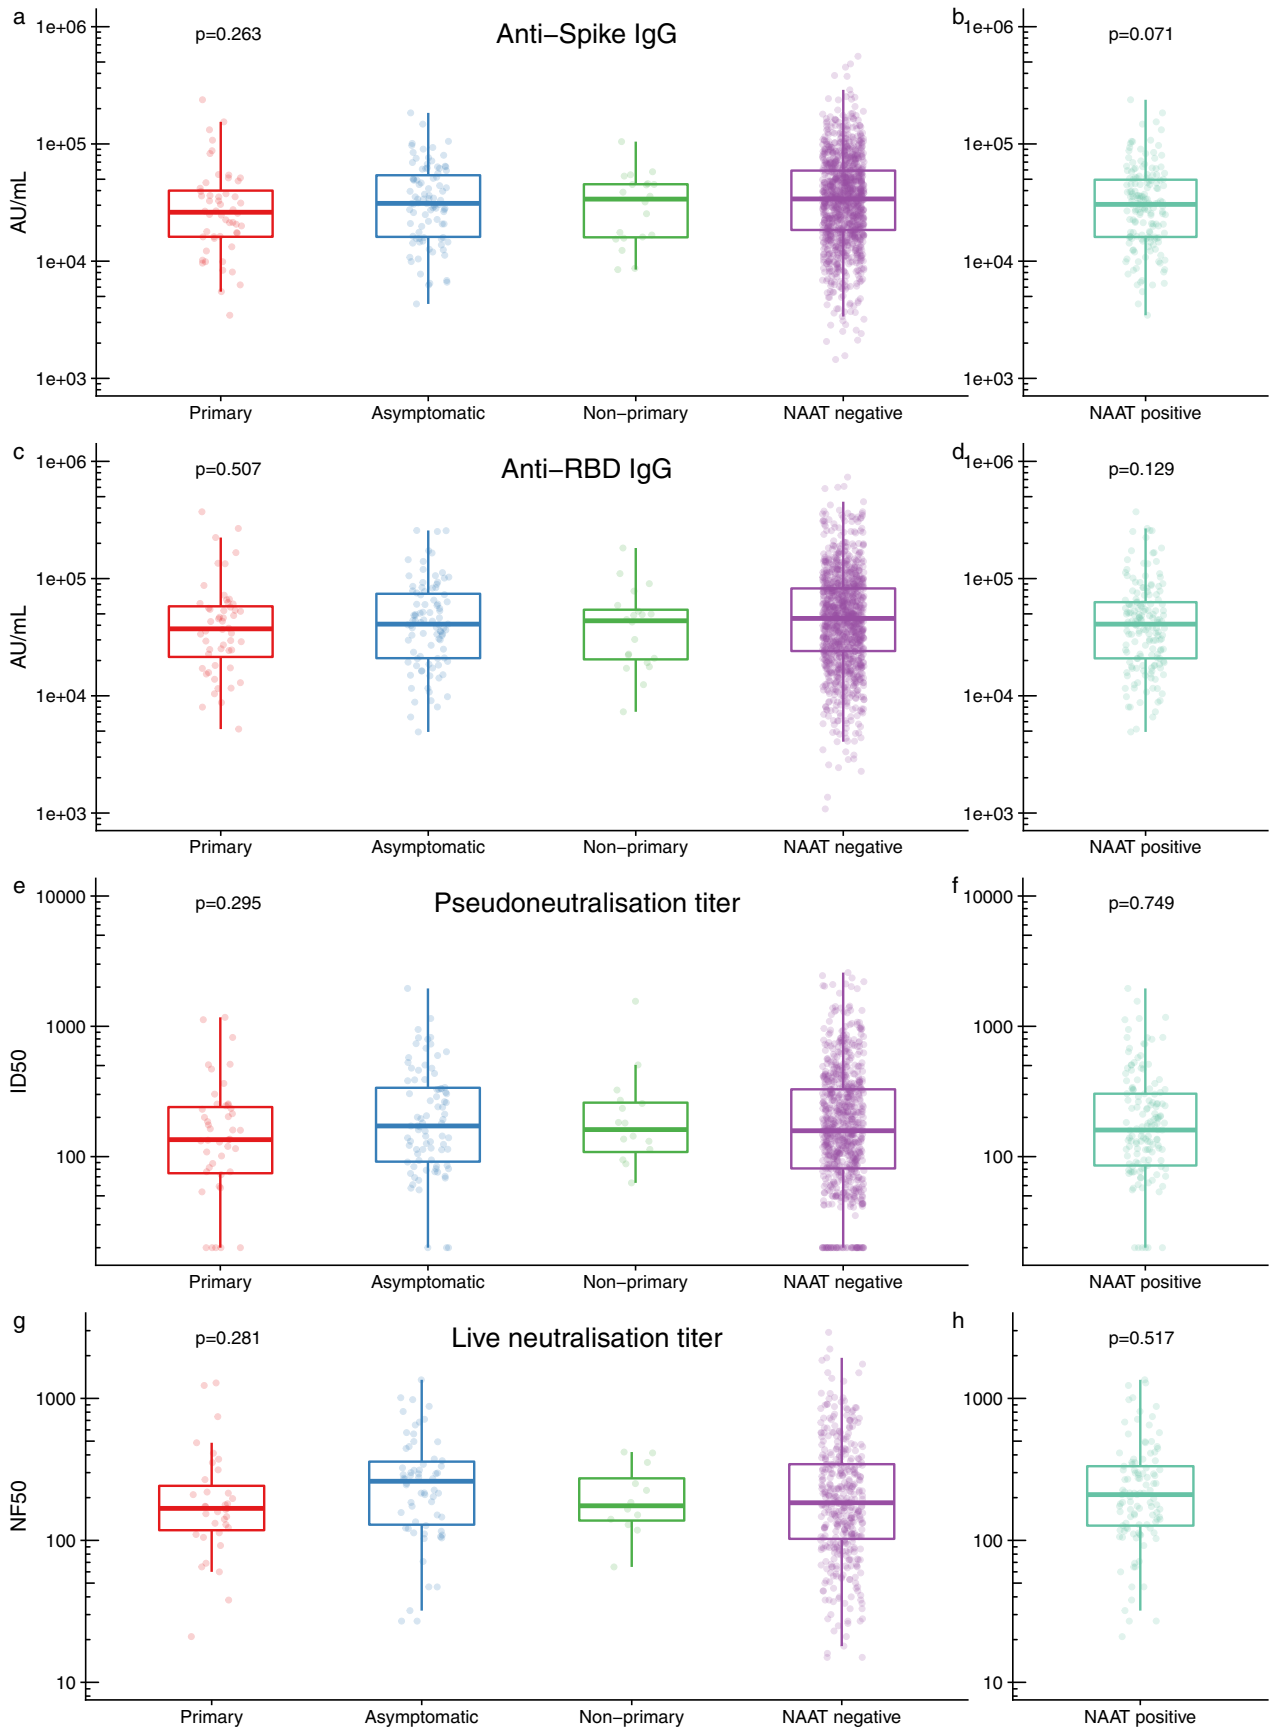 a
p=0.263
Anti−Spike IgG
1e+06
1e+05
1e+04
1e+03
AU/mL
Primary
Asymptomatic
Non−primary
NAAT negative
b
p=0.071
1e+06
1e+05
1e+04
1e+03
NAAT positive
c
p=0.507
Anti−RBD IgG
1e+06
1e+05
1e+04
1e+03
AU/mL
Primary
Asymptomatic
Non−primary
NAAT negative
d
p=0.129
1e+06
1e+05
1e+04
1e+03
NAAT positive
e
p=0.295
Pseudoneutralisation titer
10000
1000
100
ID50
Primary
Asymptomatic
Non−primary
NAAT negative
f
p=0.749
10000
1000
100
NAAT positive
g
p=0.281
Live neutralisation titer
1000
100
10
NF50
Primary
Asymptomatic
Non−primary
NAAT negative
h
p=0.517
1000
100
10
NAAT positive